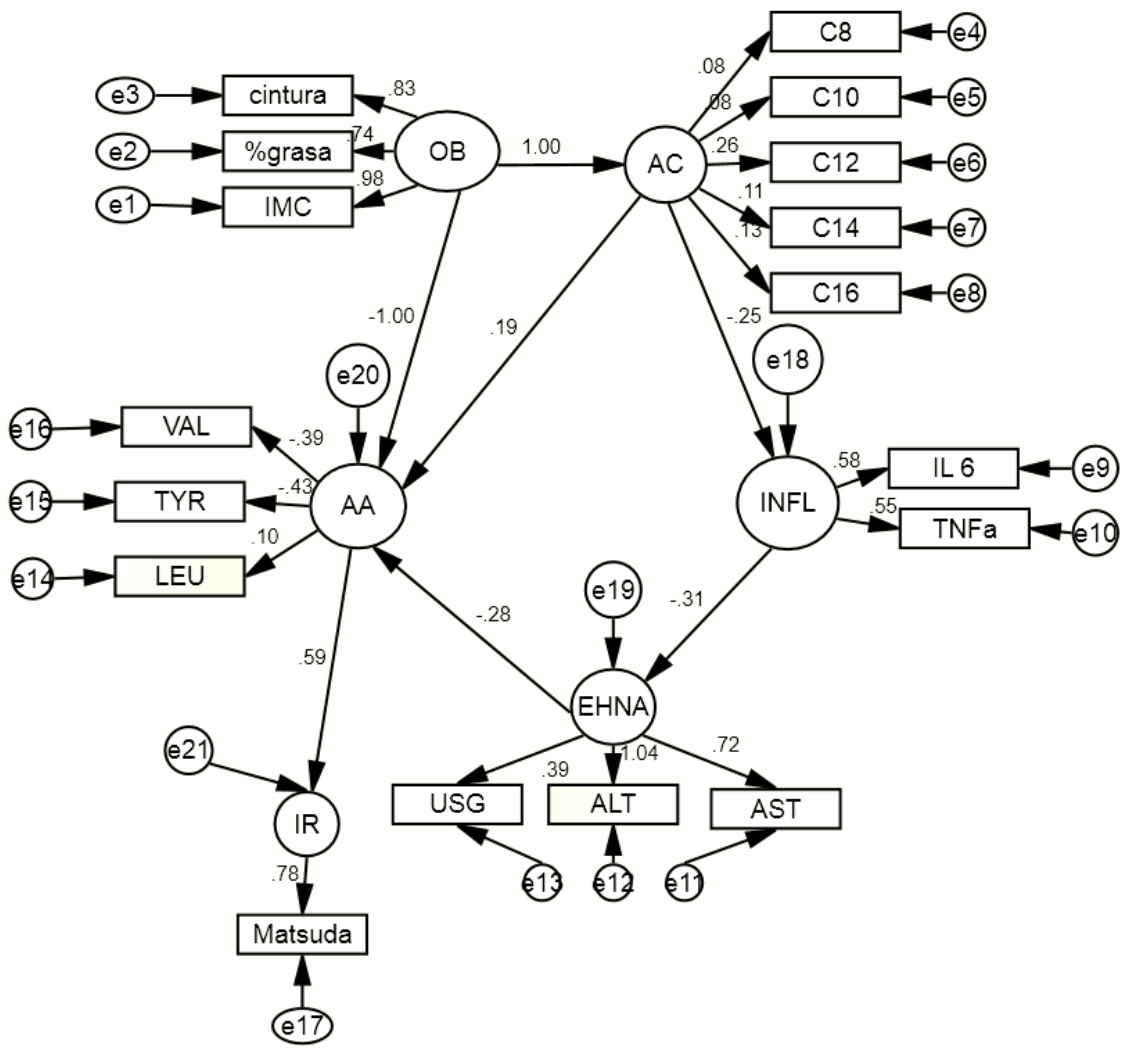 C8
e4
.08
e3
cintura
.83
C10
e5
.08
e2
%grasa
.74
OB
1.00
AC
.26
C12
e6
e1
IMC
.98
.11
C14
e7
.13
C16
e8
-1.00
.19
-.25
e20
e18
e16
VAL
-.39
.58
IL 6
e9
e15
TYR
-.43
AA
INFL
.55
TNFa
e10
e14
LEU
.10
e19
-.28
-.31
.59
EHNA
e21
.39
1.04
.72
IR
USG
ALT
AST
.78
e13
e12
e11
Matsuda
e17